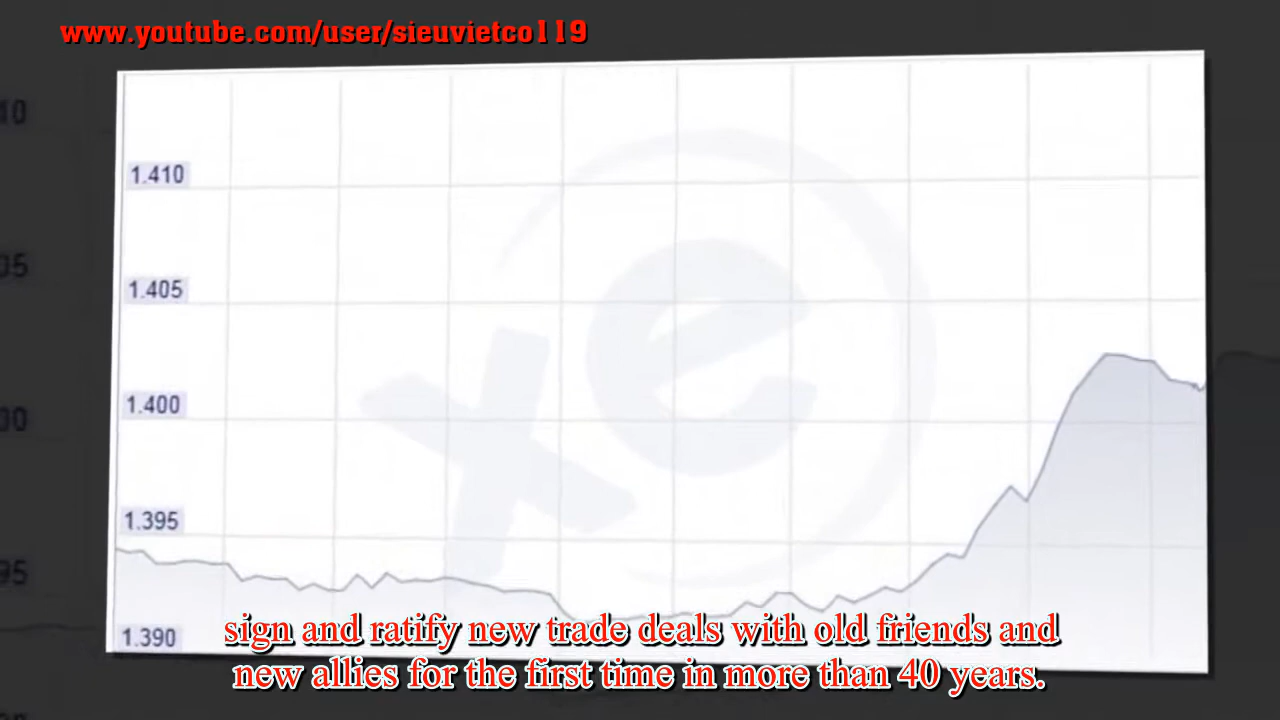 www.youtube.com/user/sieuvietco119
1.410
1.405
1.400
1.395
1.390
xe
sign and ratify new trade deals with old friends and
new allies for the first time in more than 40 years.